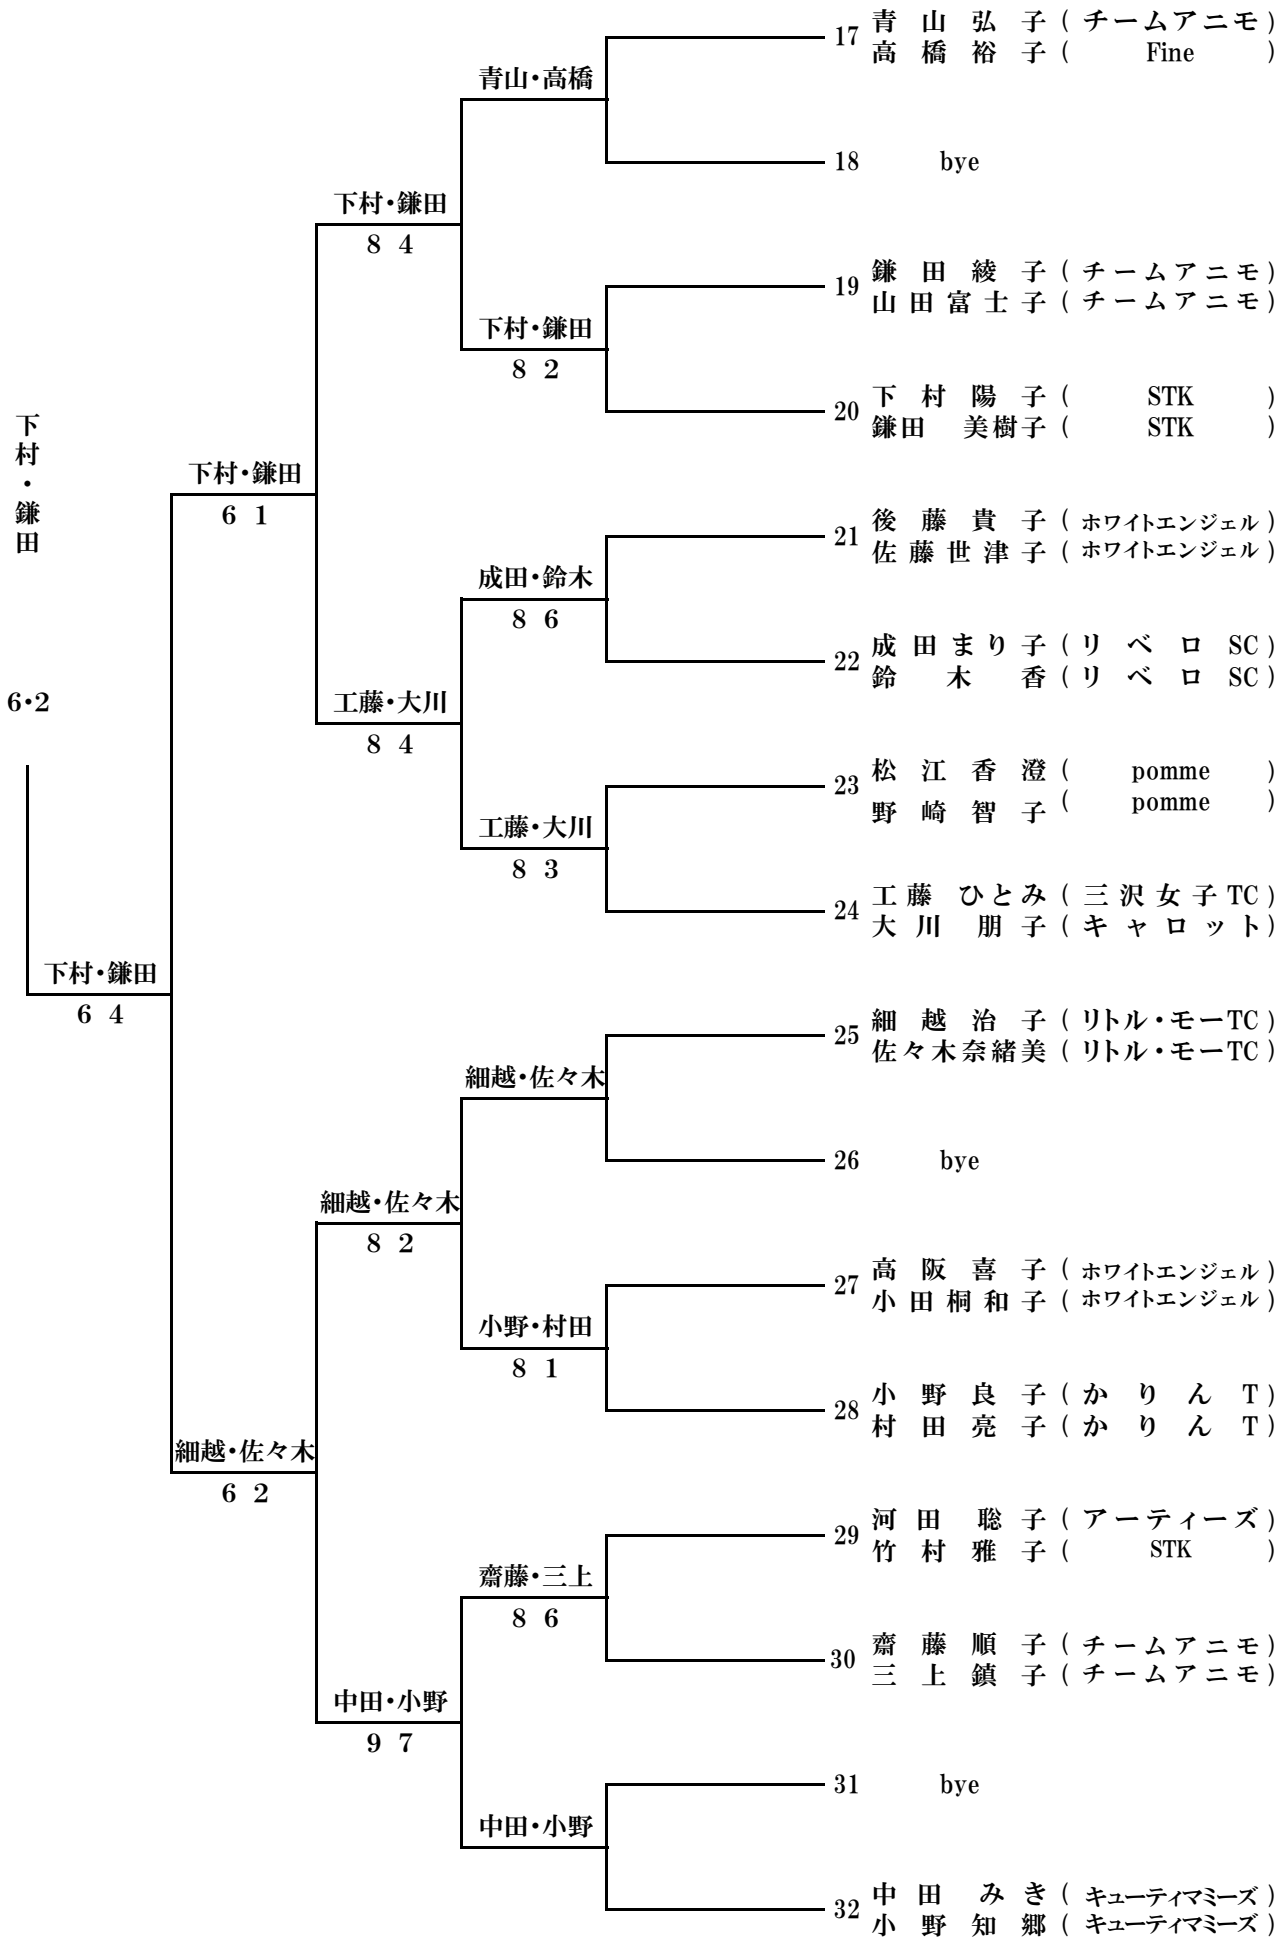 17 青山弘子 ( チームアニモ )
高橋裕子 ( Fine )
青山・高橋
18 bye
下村・鎌田
8 4
19 鎌田綾子 ( チームアニモ )
山田富士子 ( チームアニモ )
下村・鎌田
8 2
20 下村陽子 ( STK )
鎌田 美樹子 ( STK )
下村・鎌田
下村・鎌田
6 1
21 後藤貴子 ( ホワイトエンジェル )
佐藤世津子 ( ホワイトエンジェル )
成田・鈴木
8 6
22 成田まり子 ( リベロSC )
鈴木香 ( リベロSC )
6・2
工藤・大川
8 4
23 松江香澄 ( pomme )
野崎智子 ( pomme )
工藤・大川
8 3
24 工藤 ひとみ ( 三沢女子TC )
大川 朋子 ( キャロット )
下村・鎌田
6 4
25 細越治子 ( リトル・モーTC )
佐々木奈緒美 ( リトル・モーTC )
細越・佐々木
26 bye
細越・佐々木
8 2
27 高阪喜子 ( ホワイトエンジェル )
小田桐和子 ( ホワイトエンジェル )
小野・村田
8 1
28 小野良子 ( かりんT )
村田亮子 ( かりんT )
細越・佐々木
6 2
29 河田 聡子 ( アーティーズ )
竹村雅子 ( STK )
齋藤・三上
8 6
30 齋藤順子 ( チームアニモ )
三上鎮子 ( チームアニモ )
中田・小野
9 7
31 bye
中田・小野
32 中田 みき ( キューティマミーズ )
小野知郷 ( キューティマミーズ )